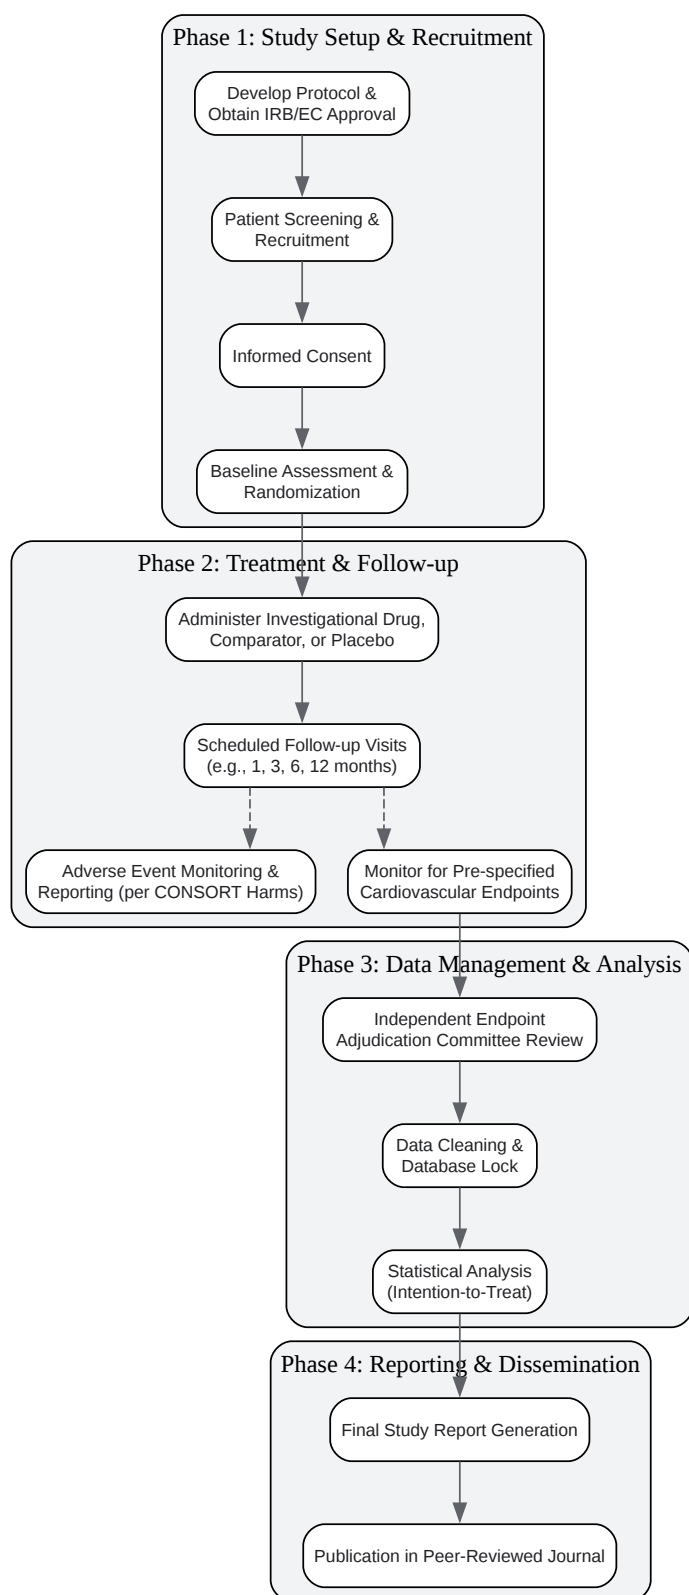 Phase 1: Study Setup & Recruitment
Develop Protocol &
Obtain IRB/EC Approval
Patient Screening &
Recruitment
Informed Consent
Baseline Assessment &
Randomization
Phase 2: Treatment & Follow-up
Administer Investigational Drug,
Comparator, or Placebo
Scheduled Follow-up Visits
(e.g., 1, 3, 6, 12 months)
Adverse Event Monitoring &
Reporting (per CONSORT Harms)
Monitor for Pre-specified
Cardiovascular Endpoints
Phase 3: Data Management & Analysis
Independent Endpoint
Adjudication Committee Review
Data Cleaning &
Database Lock
Statistical Analysis
(Intention-to-Treat)
Phase 4: Reporting & Dissemination
Final Study Report Generation
Publication in Peer-Reviewed Journal